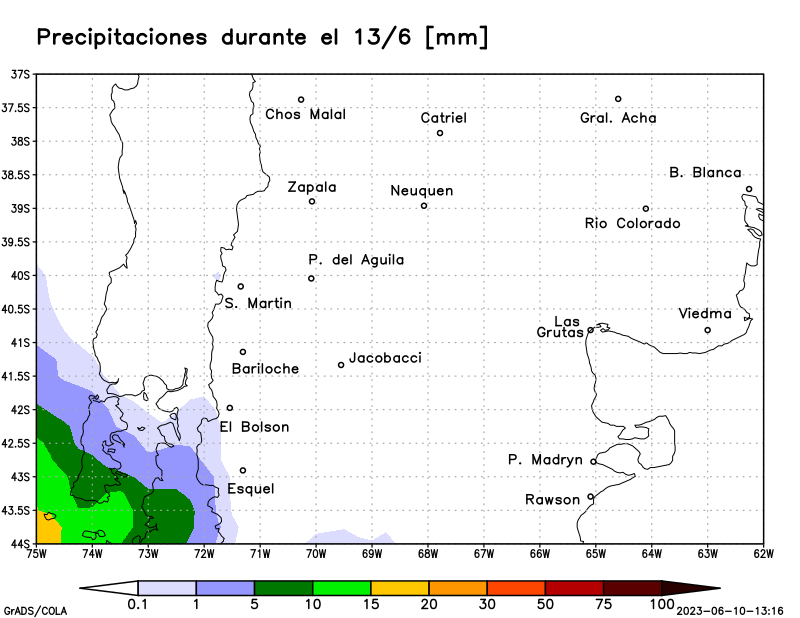 Precipitaciones durante el 13/6 [mm]
37S
37.5S
38S
38.5S
39S
39.5S
40S
40.5S
41S
41.5S
42S
42.5S
43S
43.5S
44S
Chos Malal
Catriel
Gral. Acha
B. Blanca
Zapala
Neuquen
Rio Colorado
P. del Aguila
S. Martin
Las
Grutas
Viedma
Bariloche
Jacobacci
El Bolson
P. Madryn
Esquel
Rawson
75W 74W 73W 72W 71W 70W 69W 68W 67W 66W 65W 64W 63W 62W
0.1 1 5 10 15 20 30 50 75 100
GrADS/COLA
2023-06-10-13:16